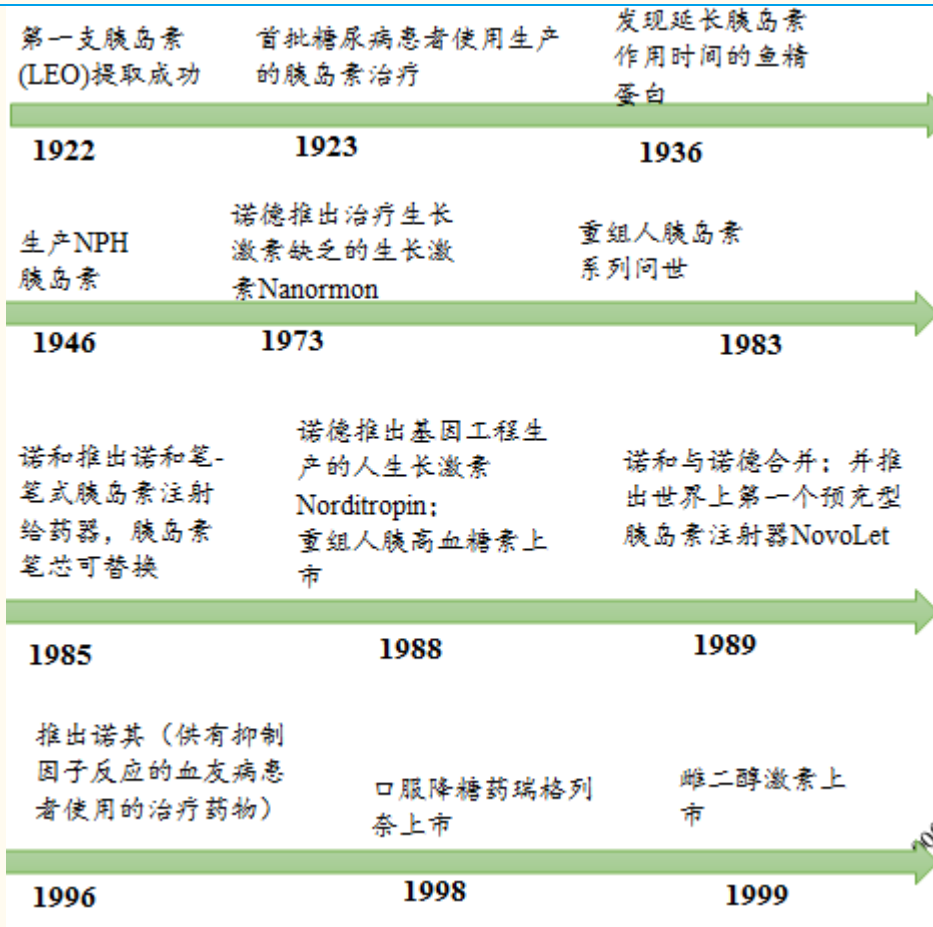 第一支胰岛素
(LEO)提取成功
首批糖尿病患者使用生产
的胰岛素治疗
发现延长胰岛素
作用时间的鱼精
蛋白
1922
1923
1936
生产NPH
胰岛素
诺德推出治疗生长
激素缺乏的生长激
素Nanormon
重组人胰岛素
系列问世
1946
1973
1983
诺和推出诺和笔-
笔式胰岛素注射
给药器，胰岛素
笔芯可替换
诺德推出基因工程生
产的人生长激素
Norditropin；
重组人胰高血糖素上
市
诺和与诺德合并；并推
出世界上第一个预充型
胰岛素注射器NovoLet
1985
1988
1989
推出诺其（供有抑制
因子反应的血友病患
者使用的治疗药物）
口服降糖药瑞格列
奈上市
雌二醇激素上
市
1996
1998
1999